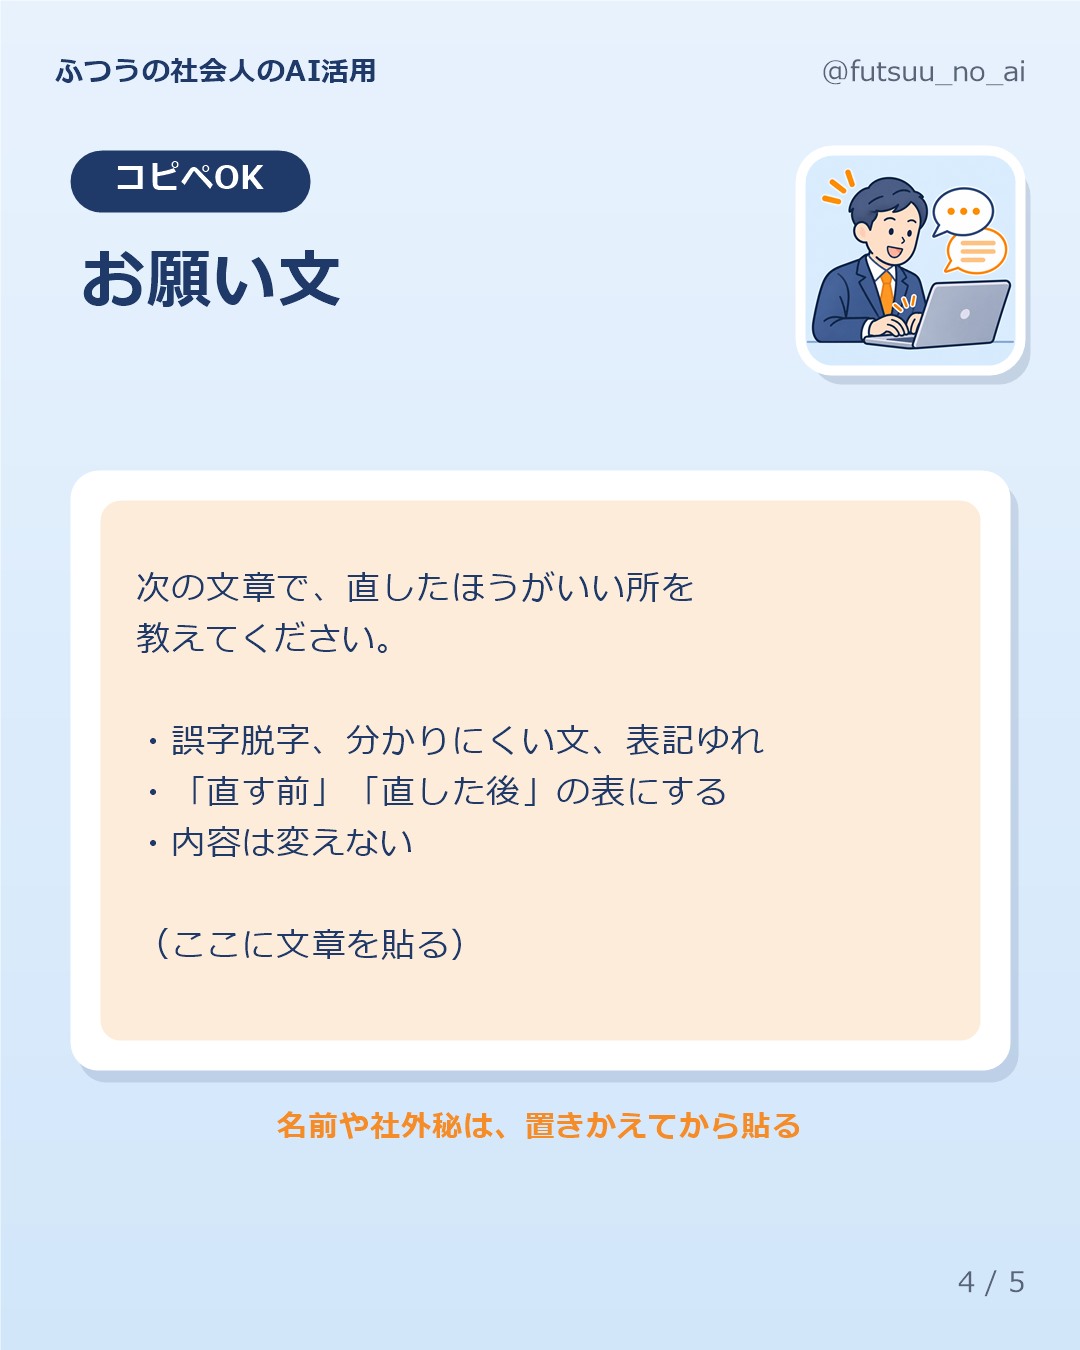 ふつうの社会人のAI活用
@futsuu_no_ai
コピペOK
お願い文
次の文章で、直したほうがいい所を
教えてください。
・誤字脱字、分かりにくい文、表記ゆれ
・「直す前」「直した後」の表にする
・内容は変えない
（ここに文章を貼る）
名前や社外秘は、置きかえてから貼る
4 / 5